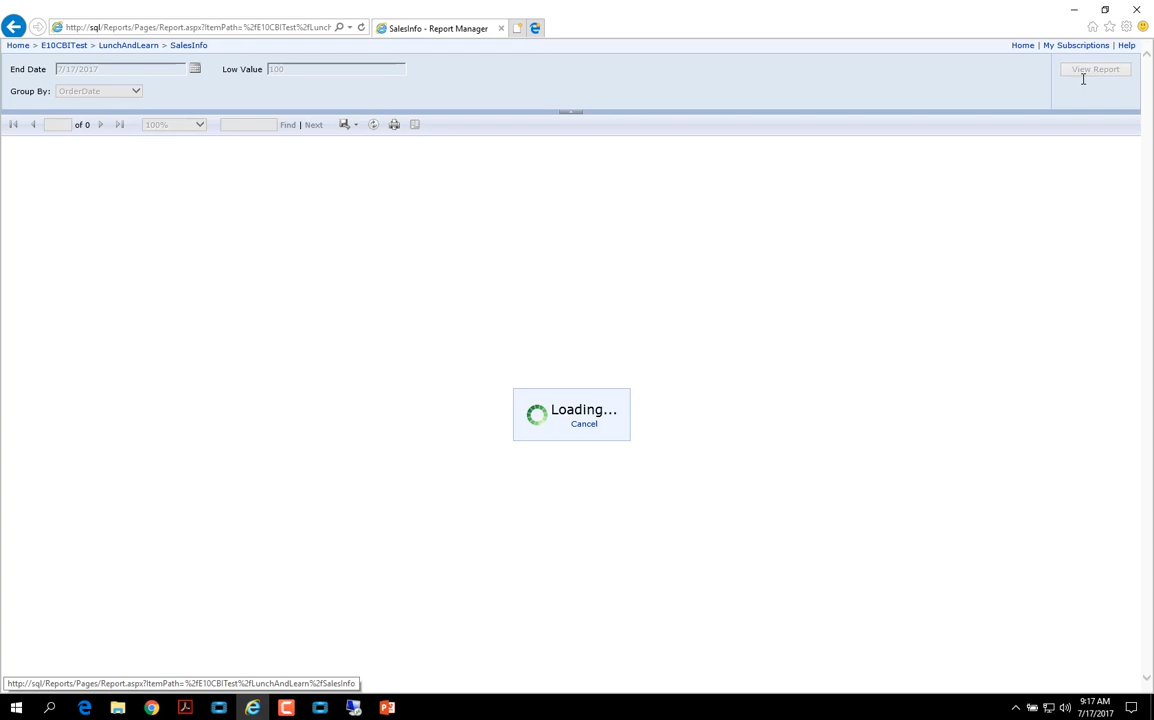 http://sql/Reports/Pages/Report.aspx?ItemPath=%2fE10CBITest%2fLunch
SalesInfo - Report Manager
Home > E10CBITest > LunchAndLearn > SalesInfo
Home | My Subscriptions | Help
End Date 7/17/2017 Low Value 100 View Report
Group By: OrderDate
of 0 100% Find | Next
Loading...
Cancel
http://sql/Reports/Pages/Report.aspx?ItemPath=%2fE10CBITest%2fLunchAndLearn%2fSalesInfo
9:17 AM
7/17/2017